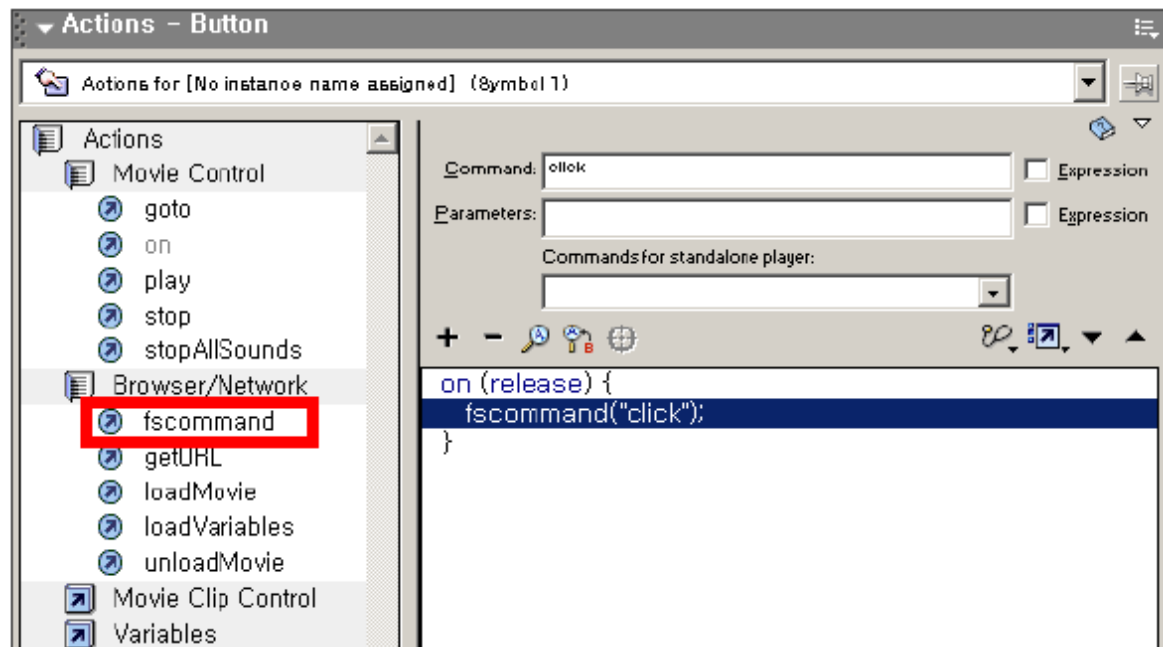 Actions - Button
Actions for [No instance name assigned] (Symbol 1)
Actions
Movie Control
goto
on
play
stop
stopAllSounds
Browser/Network
fscommand
getURL
loadMovie
loadVariables
unloadMovie
Movie Clip Control
Variables
Command: click Expression
Parameters: Expression
Commands for standalone player:
on (release) {
fscommand("click");
}